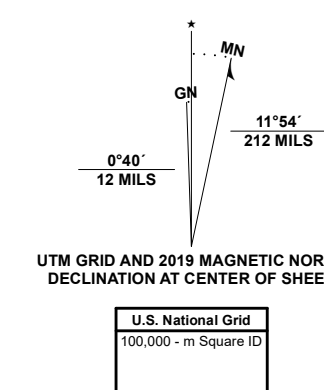 ★
MN
GN
11°54´
212 MILS
0°40´
12 MILS
UTM GRID AND 2019 MAGNETIC NOR
DECLINATION AT CENTER OF SHEE
U.S. National Grid
100,000 - m Square ID